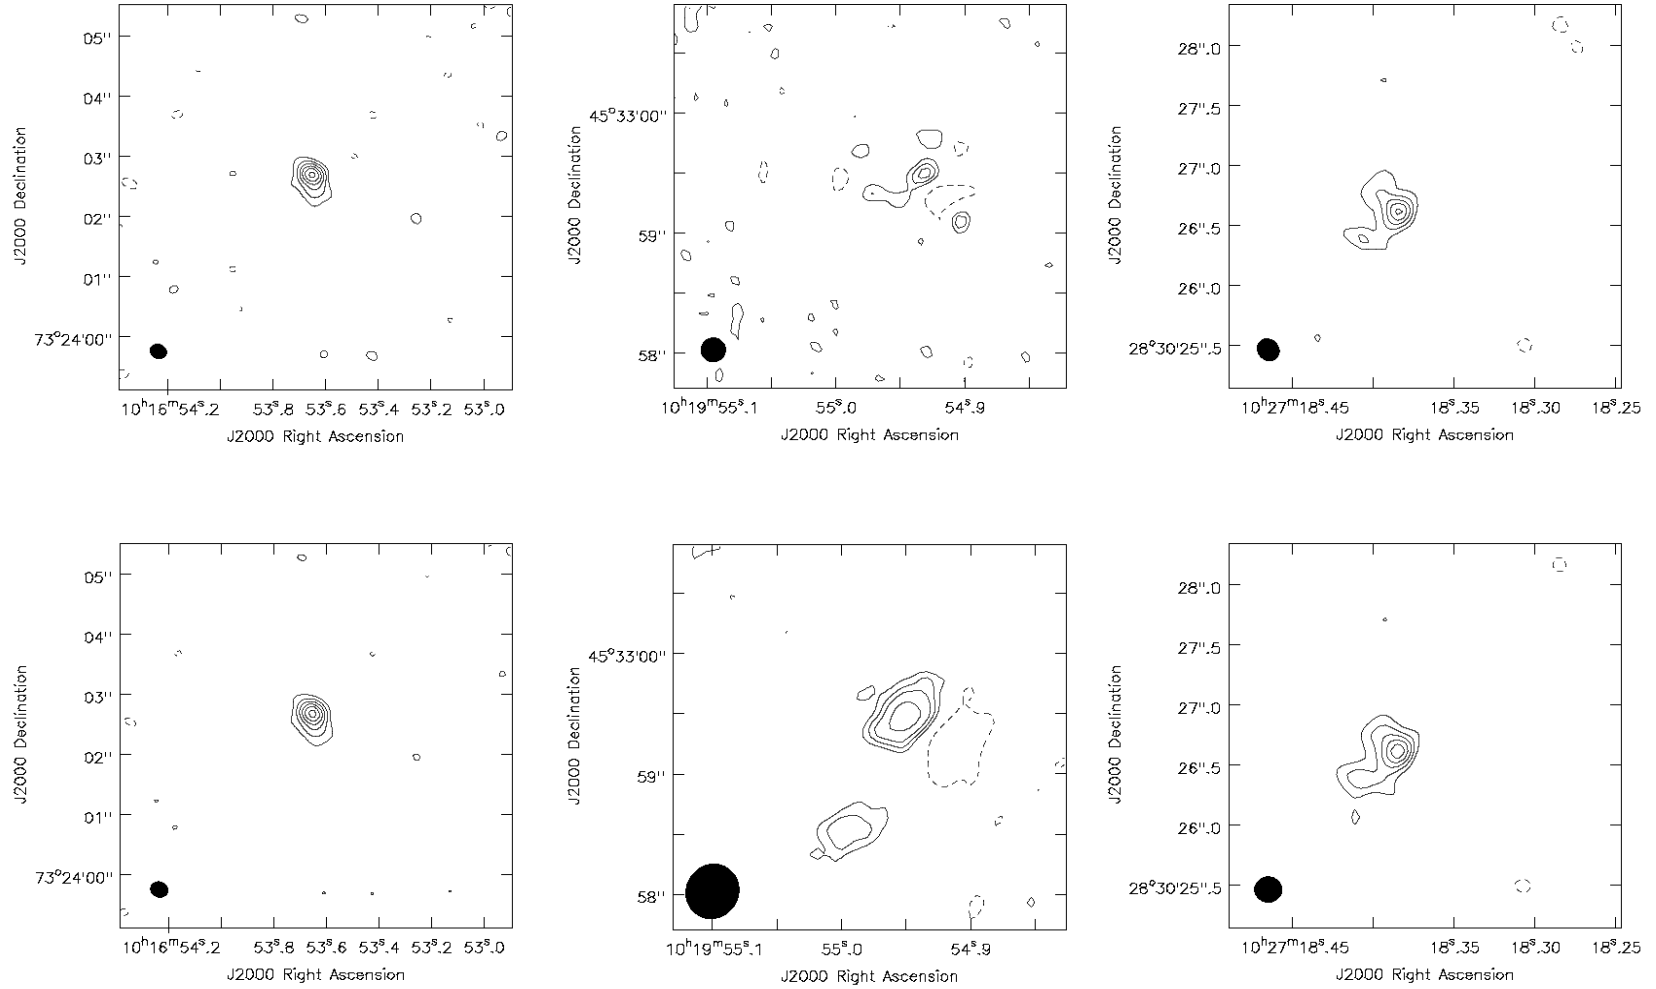 05"
04"
03"
02"
01"
73°24'00"
J2000 Declination
10ʰ16ᵐ54ˢ.2 53ˢ.8 53ˢ.6 53ˢ.4 53ˢ.2 53ˢ.0
J2000 Right Ascension
45°33'00"
59"
58"
J2000 Declination
10ʰ19ᵐ55ˢ.1 55ˢ.0 54ˢ.9
J2000 Right Ascension
28".0
27".5
27".0
26".5
26".0
28°30'25".5
J2000 Declination
10ʰ27ᵐ18ˢ.45 18ˢ.35 18ˢ.30 18ˢ.25
J2000 Right Ascension
05"
04"
03"
02"
01"
73°24'00"
J2000 Declination
10ʰ16ᵐ54ˢ.2 53ˢ.8 53ˢ.6 53ˢ.4 53ˢ.2 53ˢ.0
J2000 Right Ascension
45°33'00"
59"
58"
J2000 Declination
10ʰ19ᵐ55ˢ.1 55ˢ.0 54ˢ.9
J2000 Right Ascension
28".0
27".5
27".0
26".5
26".0
28°30'25".5
J2000 Declination
10ʰ27ᵐ18ˢ.45 18ˢ.35 18ˢ.30 18ˢ.25
J2000 Right Ascension